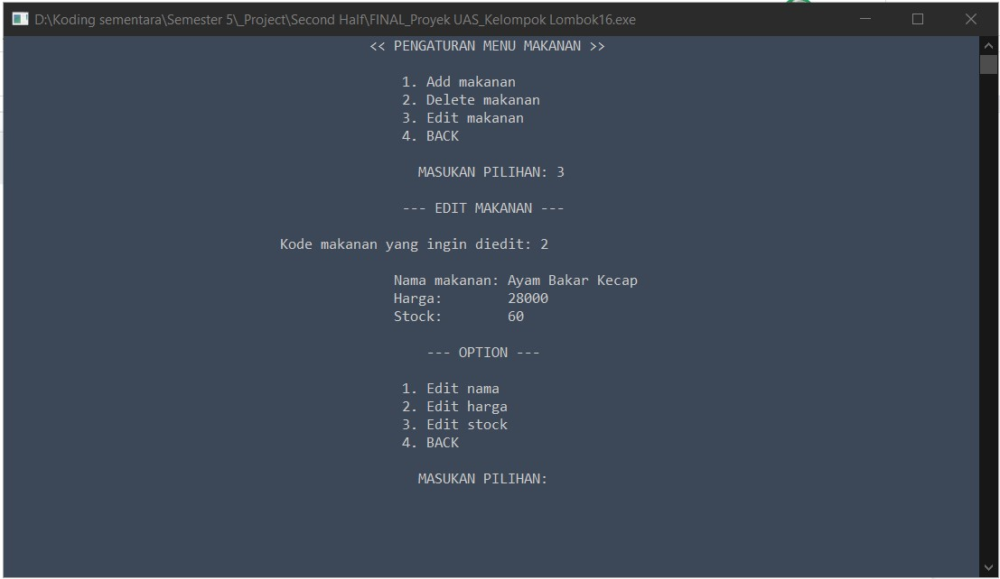 D:\Koding sementara\Semester 5\_Project\Second Half\FINAL_Proyek UAS_Kelompok Lombok16.exe
<< PENGATURAN MENU MAKANAN >>
1. Add makanan
2. Delete makanan
3. Edit makanan
4. BACK
MASUKAN PILIHAN: 3
--- EDIT MAKANAN ---
Kode makanan yang ingin diedit: 2
Nama makanan: Ayam Bakar Kecap
Harga: 28000
Stock: 60
--- OPTION ---
1. Edit nama
2. Edit harga
3. Edit stock
4. BACK
MASUKAN PILIHAN: